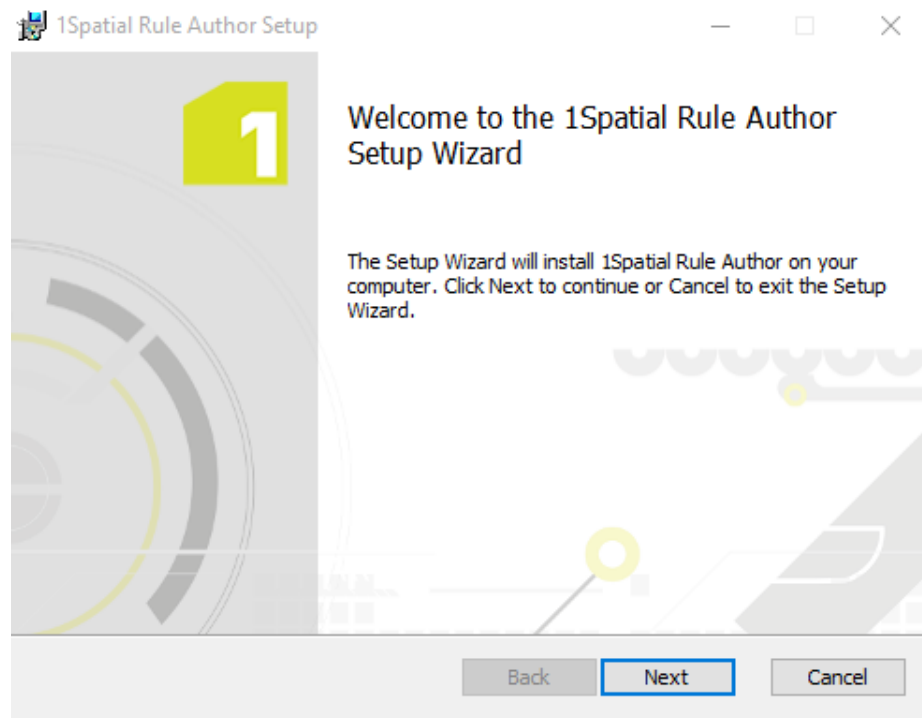 1Spatial Rule Author Setup
1
Welcome to the 1Spatial Rule Author
Setup Wizard
The Setup Wizard will install 1Spatial Rule Author on your
computer. Click Next to continue or Cancel to exit the Setup
Wizard.
Back
Next
Cancel